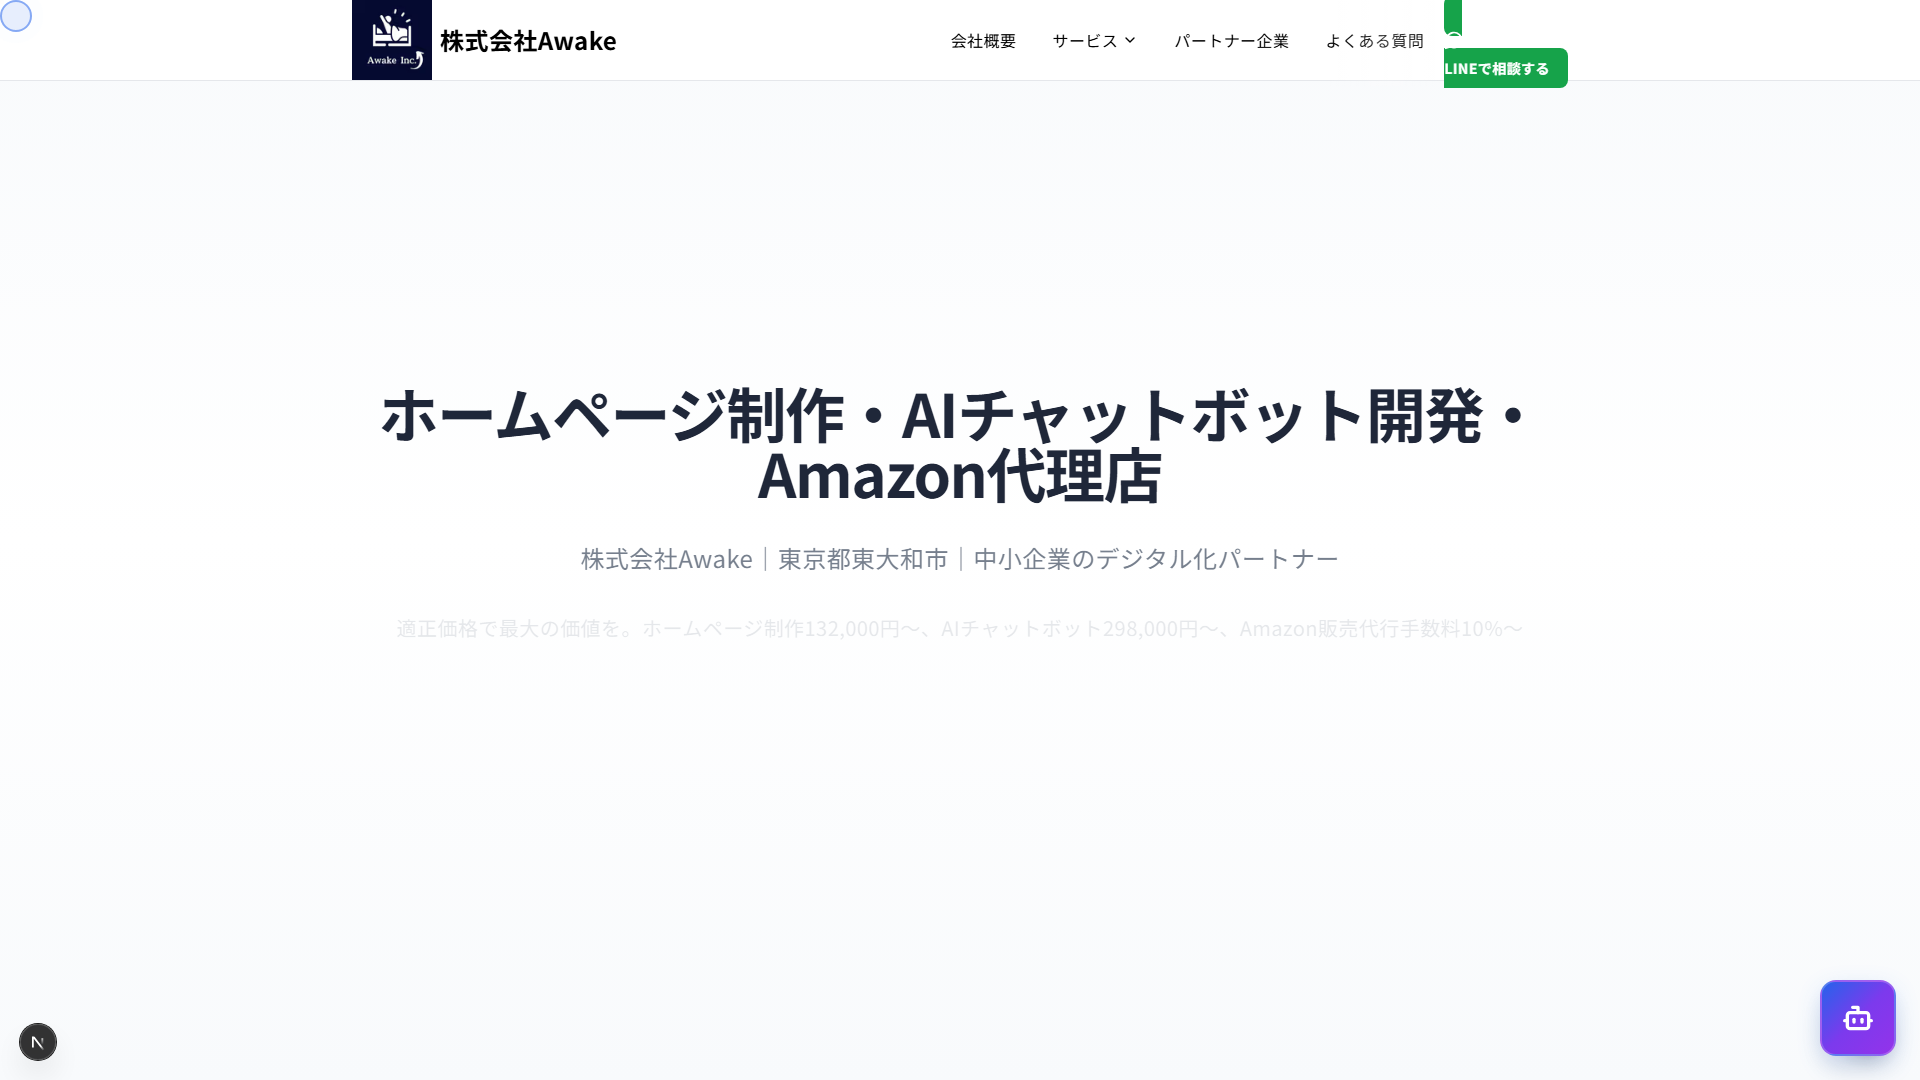 Awake Inc.
株式会社Awake
会社概要
サービス
パートナー企業
よくある質問
LINEで相談する
ホームページ制作・AIチャットボット開発・
Amazon代理店
株式会社Awake｜東京都東大和市｜中小企業のデジタル化パートナー
適正価格で最大の価値を。ホームページ制作132,000円〜、AIチャットボット298,000円〜、Amazon販売代行手数料10%〜
N